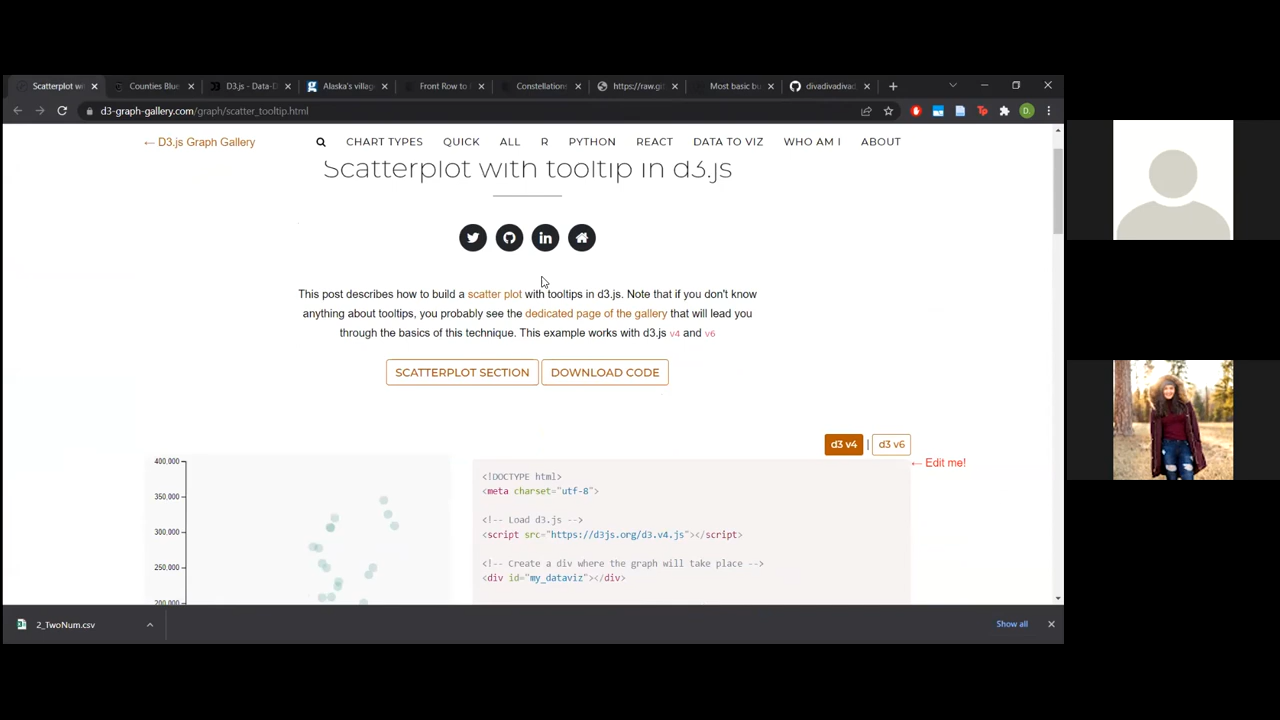 Scatterplot wi
Counties Blue
D3.js - Data-D
Alaska's villag
Front Row to
Constellations
https://raw.gi
Most basic bu
divadivadivad
d3-graph-gallery.com/graph/scatter_tooltip.html
D.
← D3.js Graph Gallery
CHART TYPES QUICK ALL R PYTHON REACT DATA TO VIZ WHO AM I ABOUT
Scatterplot with tooltip in d3.js
in
This post describes how to build a scatter plot with tooltips in d3.js. Note that if you don't know
anything about tooltips, you probably see the dedicated page of the gallery that will lead you
through the basics of this technique. This example works with d3.js v4 and v6
SCATTERPLOT SECTION DOWNLOAD CODE
d3 v4 | d3 v6
← Edit me!
400,000
350,000
300,000
250,000
200,000
<!DOCTYPE html>
<meta charset="utf-8">
<!-- Load d3.js -->
<script src="https://d3js.org/d3.v4.js"></script>
<!-- Create a div where the graph will take place -->
<div id="my_dataviz"></div>
2_TwoNum.csv
Show all